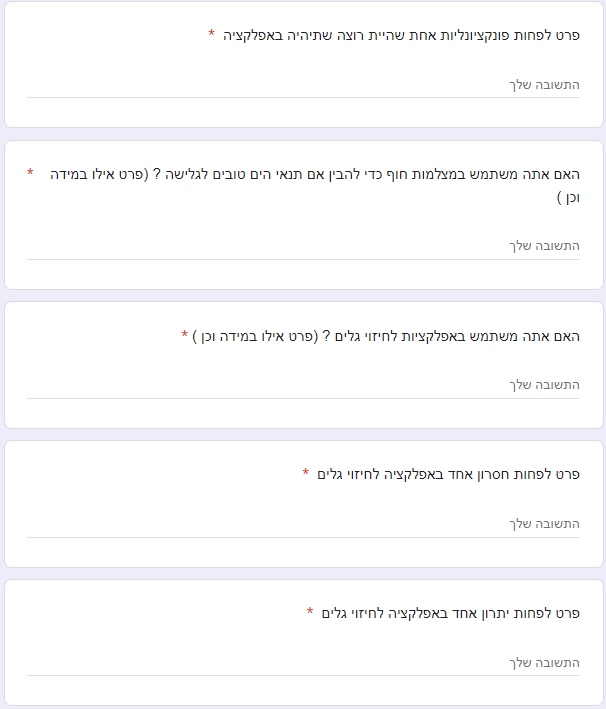 פרט לפחות פונקציונליות אחת שהיית רוצה שתיהיה באפלקציה *
התשובה שלך
האם אתה משתמש במצלמות חוף כדי להבין אם תנאי הים טובים לגלישה ? (פרט אילו במידה *
וכן )
התשובה שלך
האם אתה משתמש באפלקציות לחיזוי גלים ? (פרט אילו במידה וכן ) *
התשובה שלך
פרט לפחות חסרון אחד באפלקציה לחיזוי גלים *
התשובה שלך
פרט לפחות יתרון אחד באפלקציה לחיזוי גלים *
התשובה שלך